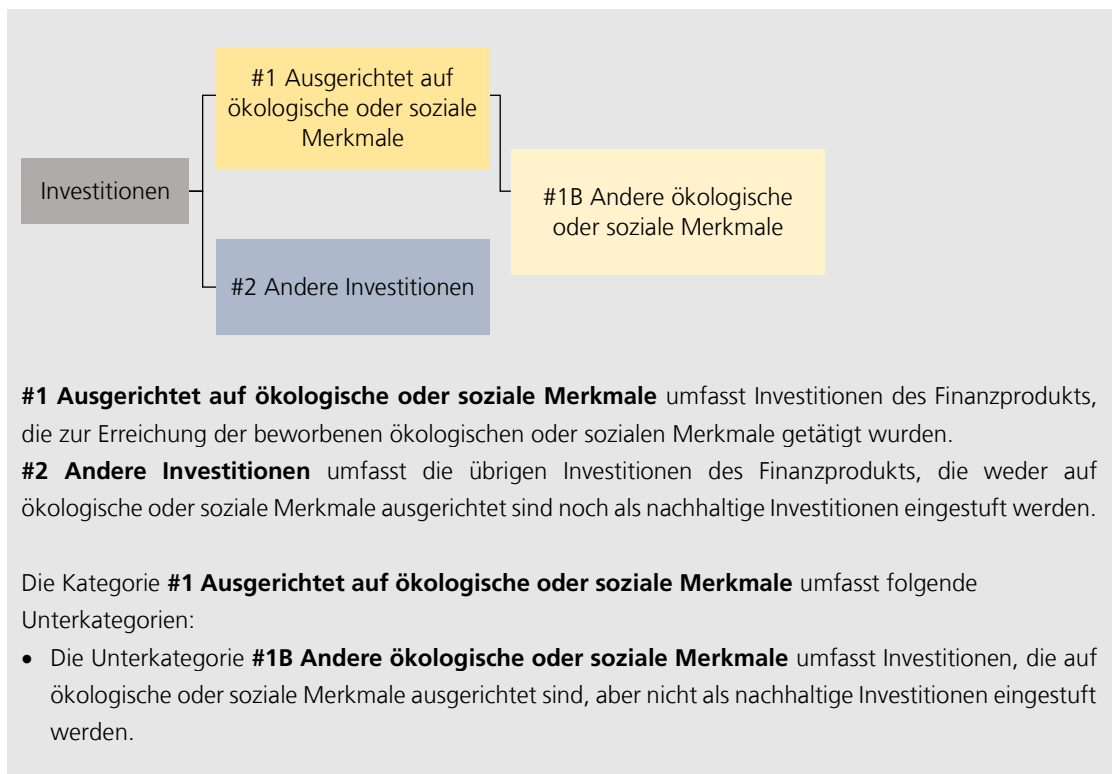 #1 Ausgerichtet auf
ökologische oder soziale
Merkmale
Investitionen
#1B Andere ökologische
oder soziale Merkmale
#2 Andere Investitionen
#1 Ausgerichtet auf ökologische oder soziale Merkmale umfasst Investitionen des Finanzprodukts,
die zur Erreichung der beworbenen ökologischen oder sozialen Merkmale getätigt wurden.
#2 Andere Investitionen umfasst die übrigen Investitionen des Finanzprodukts, die weder auf
ökologische oder soziale Merkmale ausgerichtet sind noch als nachhaltige Investitionen eingestuft werden.
Die Kategorie #1 Ausgerichtet auf ökologische oder soziale Merkmale umfasst folgende
Unterkategorien:
• Die Unterkategorie #1B Andere ökologische oder soziale Merkmale umfasst Investitionen, die auf
ökologische oder soziale Merkmale ausgerichtet sind, aber nicht als nachhaltige Investitionen eingestuft
werden.